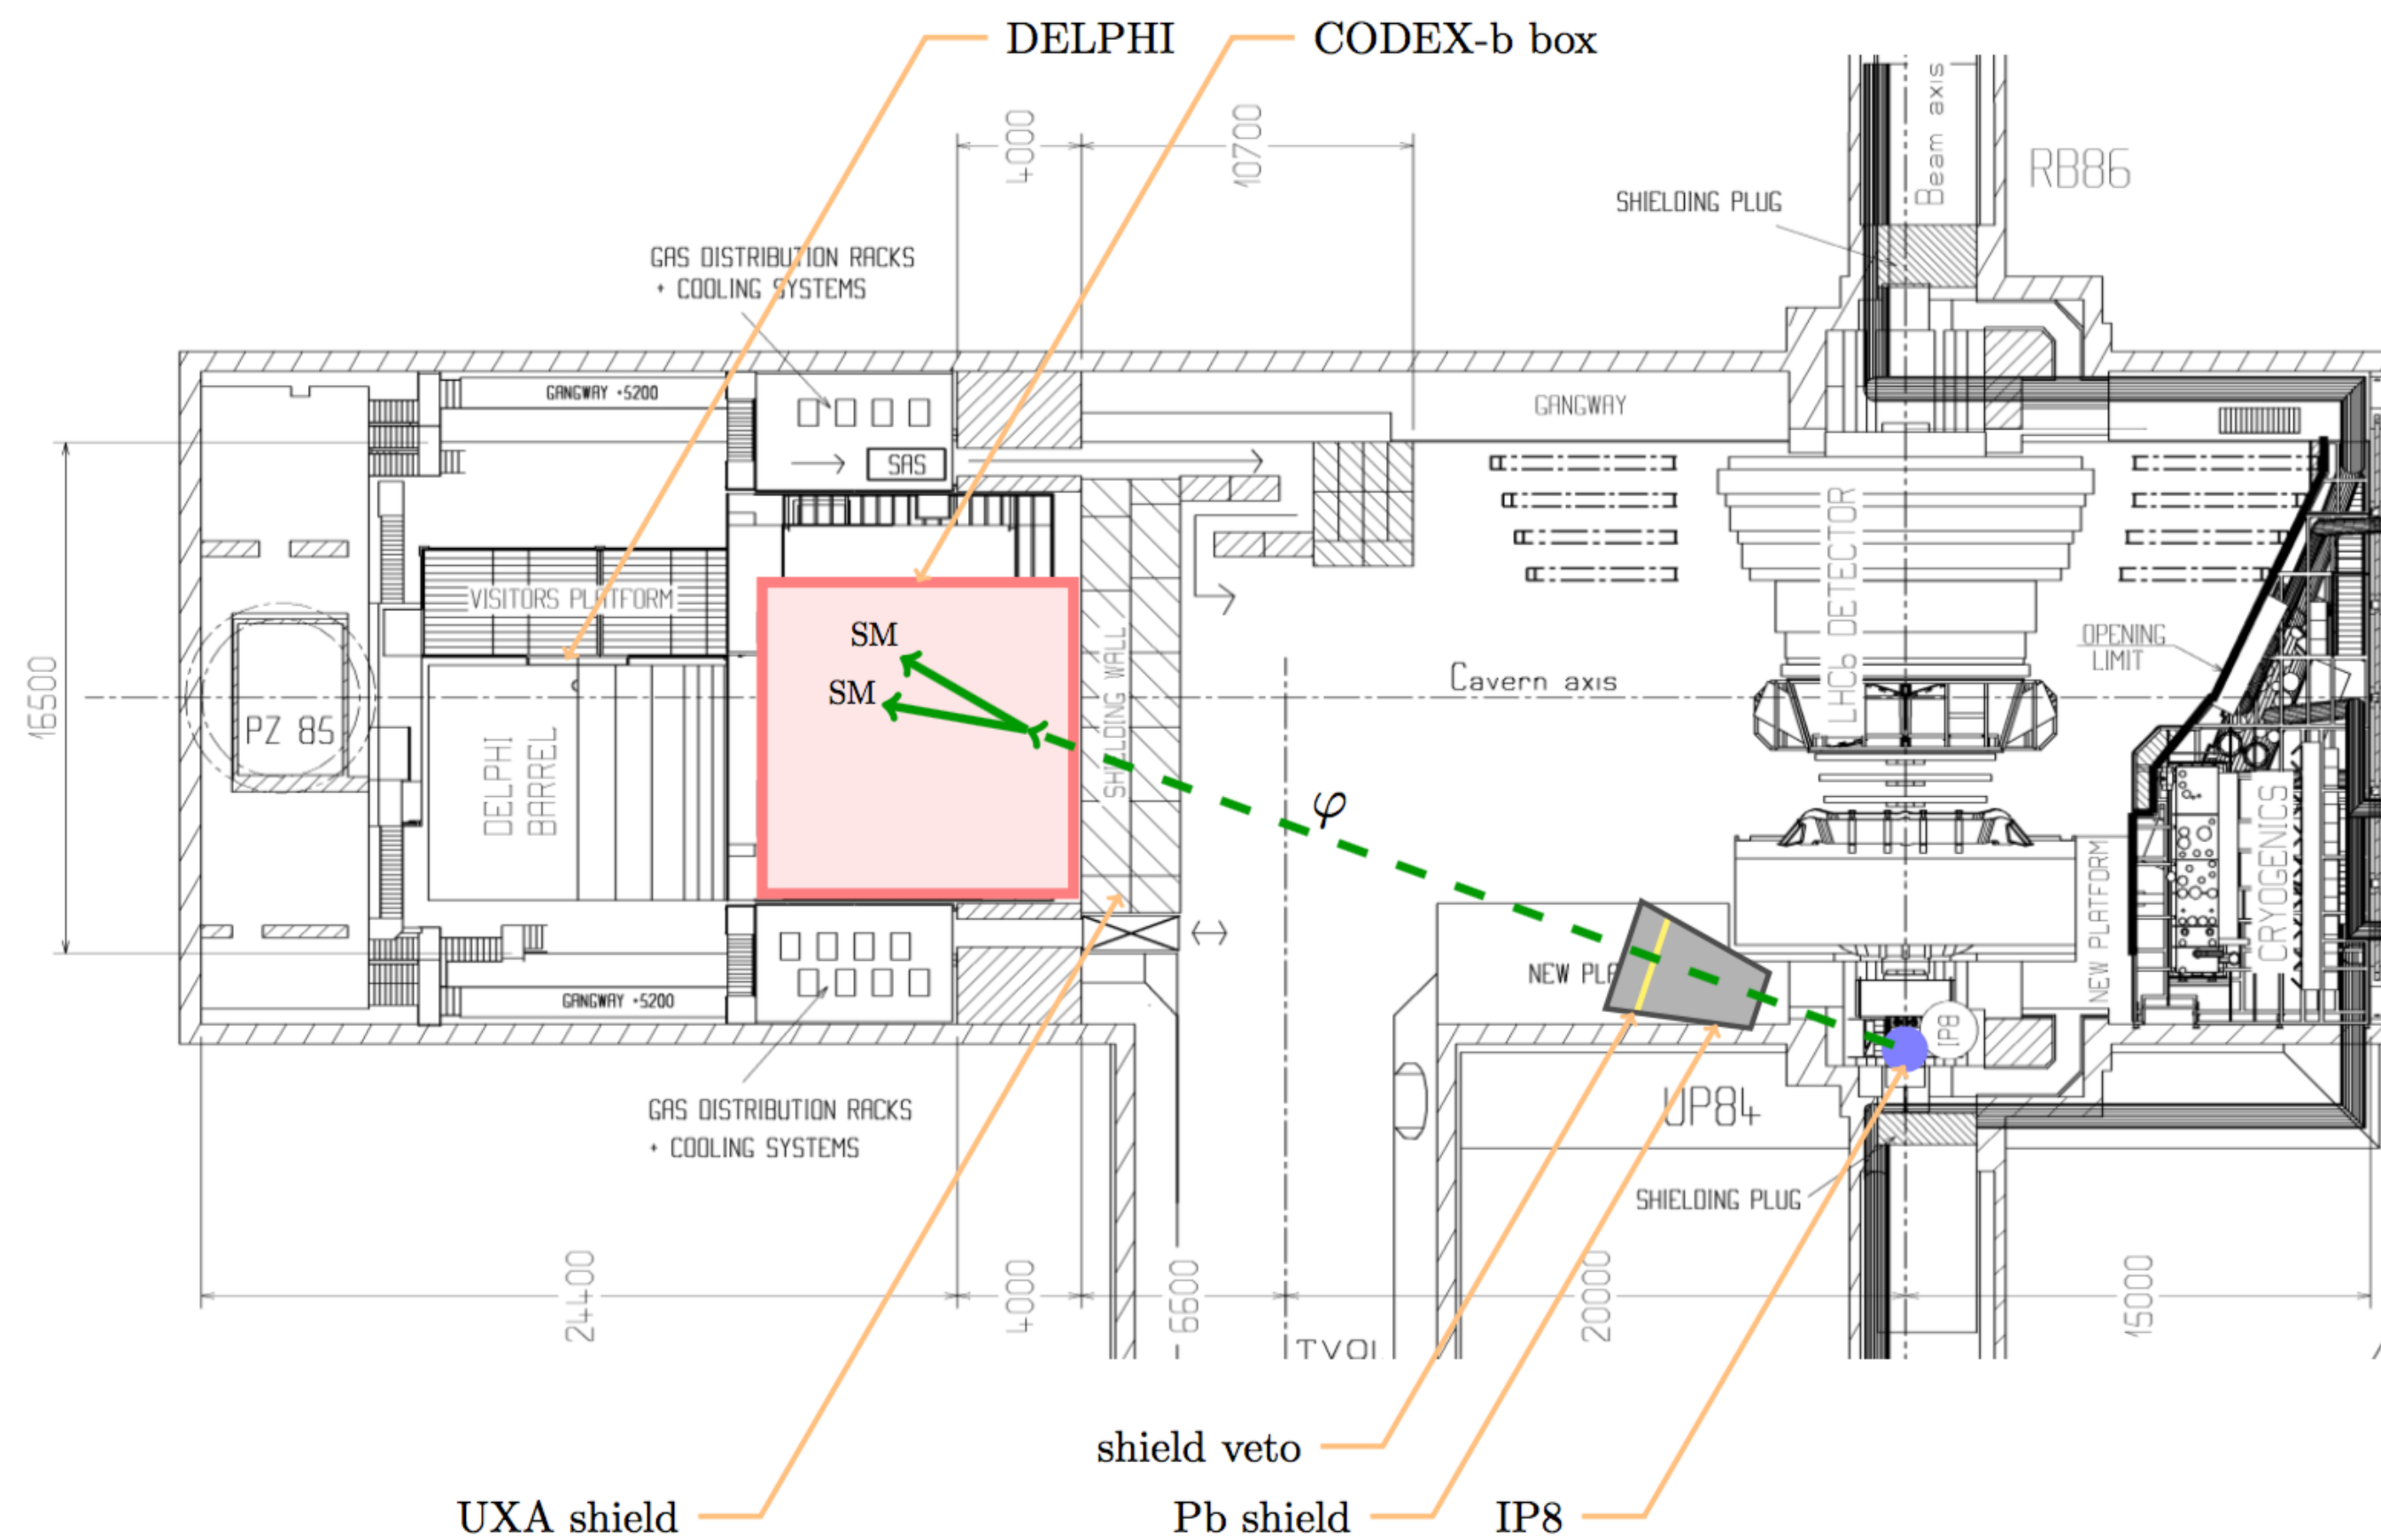 DELPHI
CODEX-b box
4000
10700
Beam axis
RB86
SHIELDING PLUG
GAS DISTRIBUTION RACKS
+ COOLING SYSTEMS
GANGWAY +5200
GANGWAY
SAS
LHCb DETECTOR
VISITORS PLATFORM
SM
SM
SHIELDING WALL
OPENING
LIMIT
Cavern axis
16500
PZ 85
DELPHI
BARREL
φ
NEW PLATFORM
CRYOGENICS
NEW PLA
IP8
GANGWAY +5200
GAS DISTRIBUTION RACKS
+ COOLING SYSTEMS
UP84
SHIELDING PLUG
24400
4000
6600
20000
15000
TVOI
shield veto
UXA shield
Pb shield
IP8